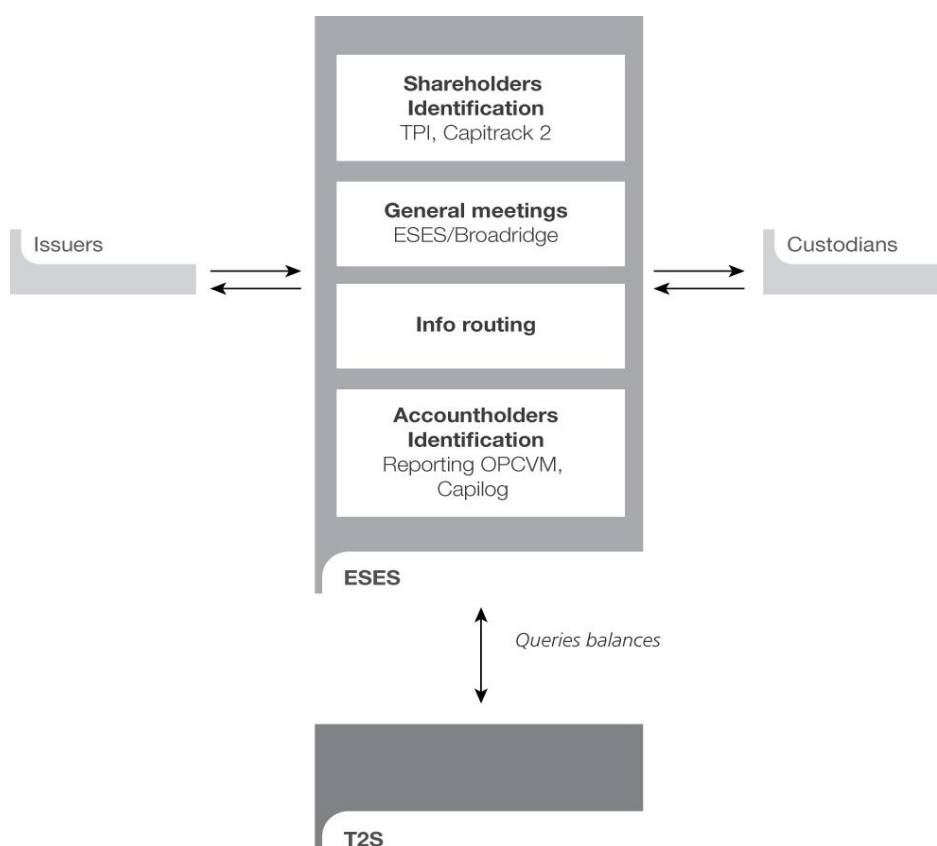 Shareholders
Identification
TPI, Capitrack 2
General meetings
ESES/Broadridge
Issuers
Custodians
Info routing
Accountholders
Identification
Reporting OPCVM,
Capilog
ESES
Queries balances
T2S